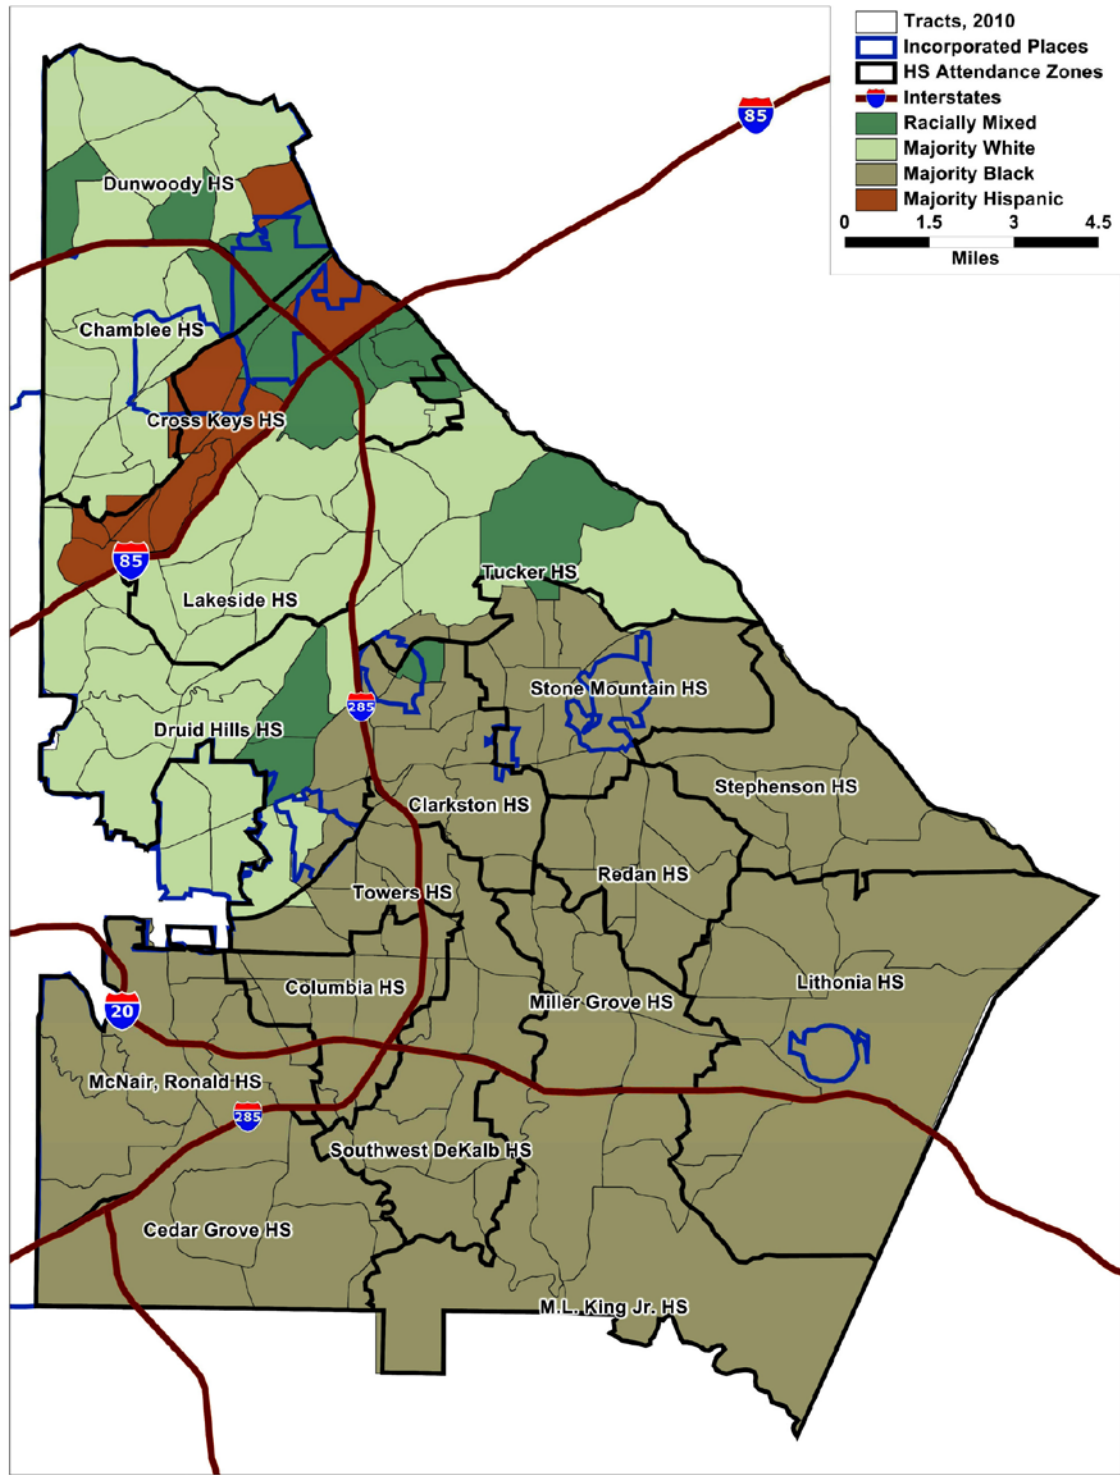 Tracts, 2010
Incorporated Places
HS Attendance Zones
Interstates
Racially Mixed
Majority White
Majority Black
Majority Hispanic
0 1.5 3 4.5
Miles
85
Dunwoody HS
Chamblee HS
Cross Keys HS
85
Tucker HS
Lakeside HS
Stone Mountain HS
285
Druid Hills HS
Stephenson HS
Clarkston HS
Redan HS
Towers HS
Lithonia HS
Columbia HS
Miller Grove HS
20
McNair, Ronald HS
285
Southwest DeKalb HS
Cedar Grove HS
M.L. King Jr. HS